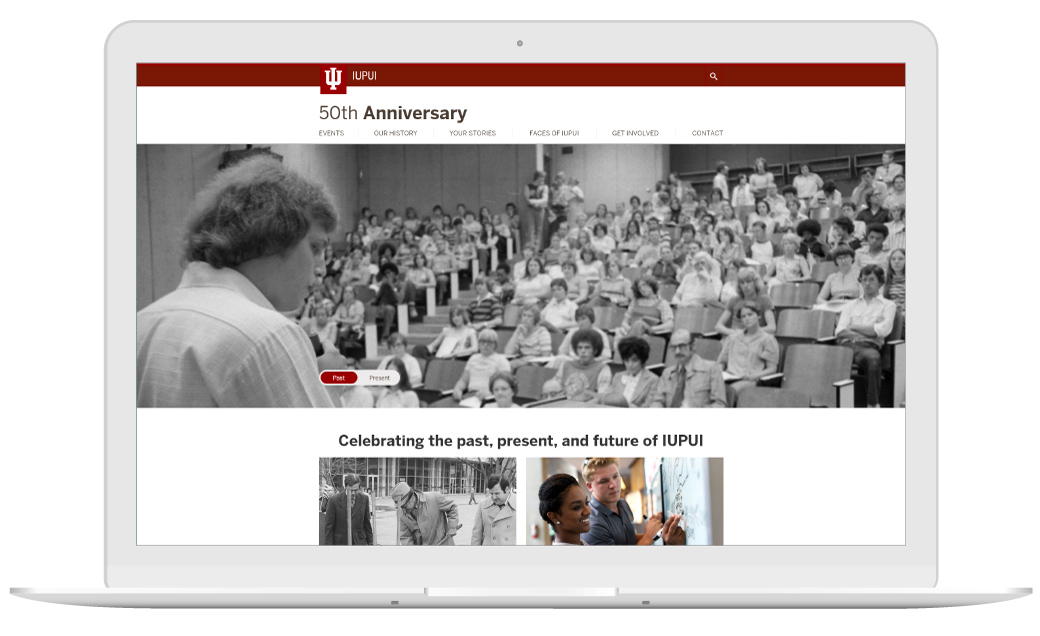 IUPUI
50th Anniversary
EVENTS OUR HISTORY YOUR STORIES FACES OF IUPUI GET INVOLVED CONTACT
Past Present
Celebrating the past, present, and future of IUPUI